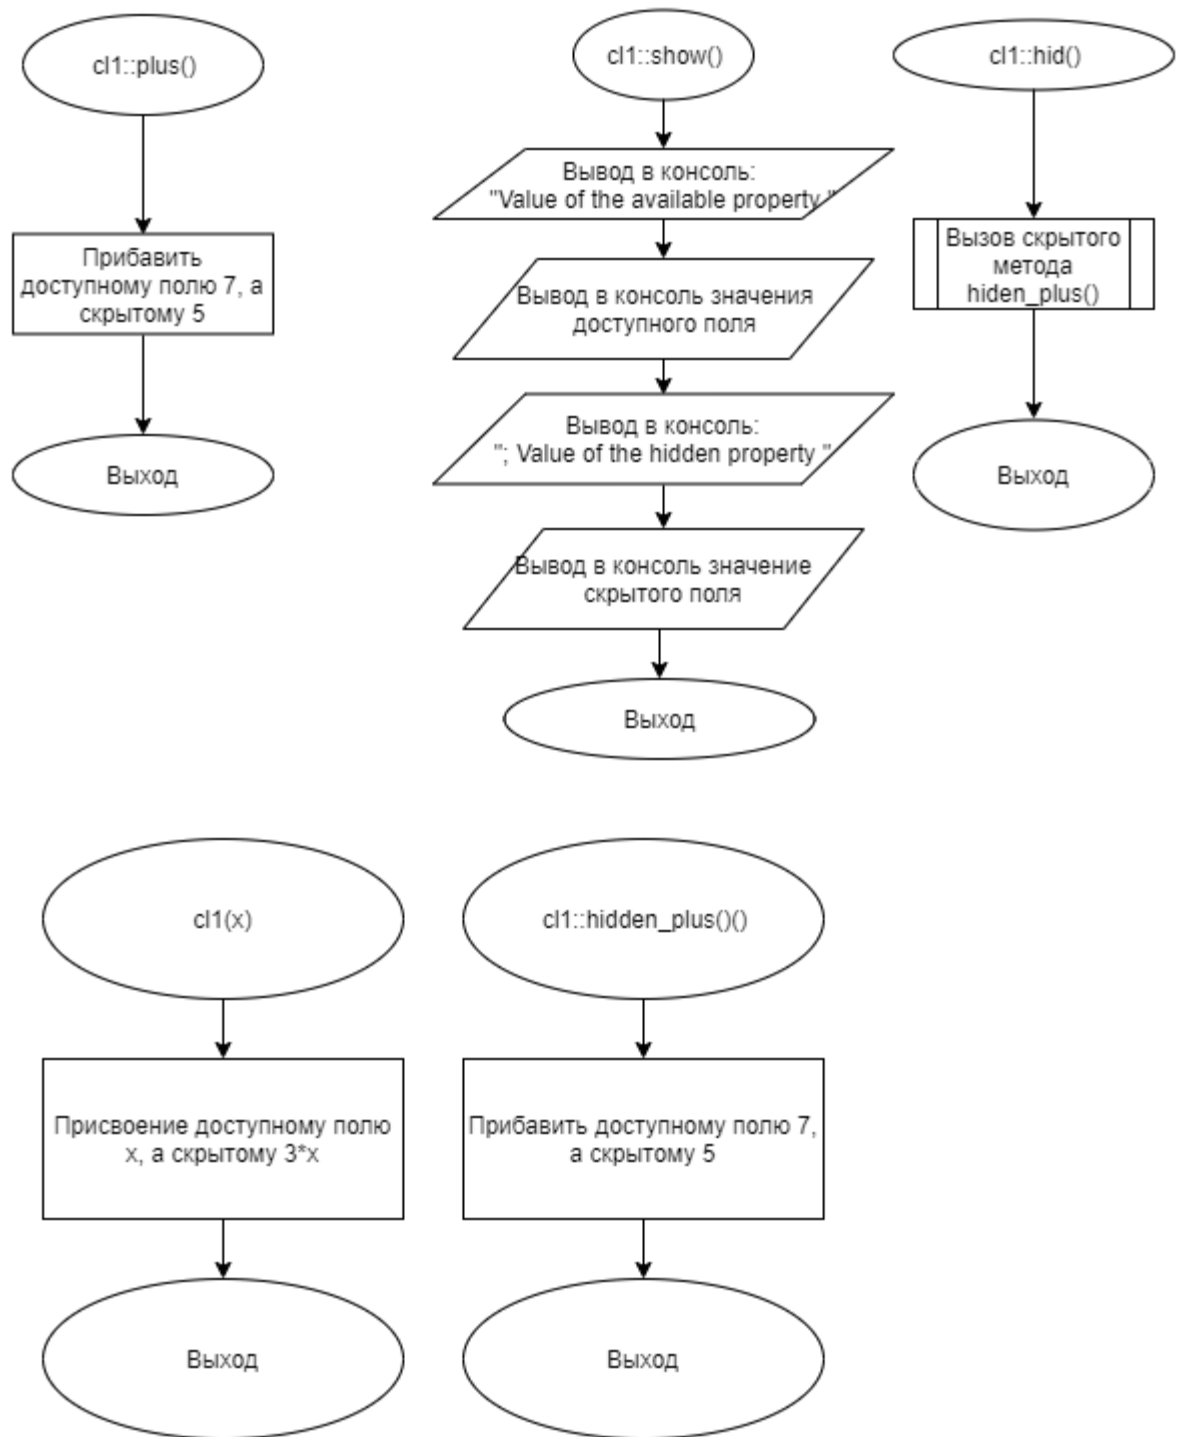 cl1::plus()
Прибавить
доступному полю 7, а
скрытому 5
Выход
cl1::show()
Вывод в консоль:
"Value of the available property "
Вывод в консоль значения
доступного поля
Вывод в консоль:
"; Value of the hidden property "
Вывод в консоль значение
скрытого поля
Выход
cl1::hid()
Вызов скрытого
метода
hiden_plus()
Выход
cl1(x)
Присвоение доступному полю
x, а скрытому 3*x
Выход
cl1::hidden_plus()()
Прибавить доступному полю 7,
а скрытому 5
Выход